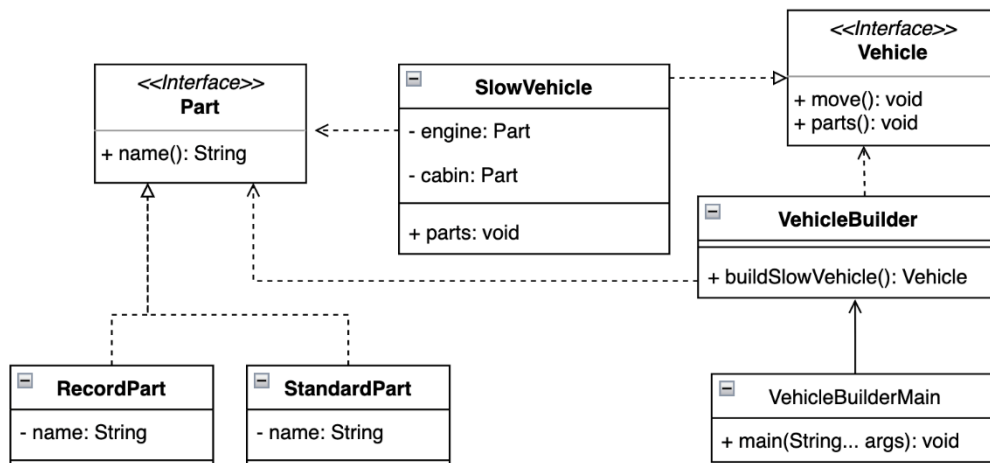 <<Interface>>
Part
+ name(): String
SlowVehicle
- engine: Part
- cabin: Part
+ parts: void
<<Interface>>
Vehicle
+ move(): void
+ parts(): void
VehicleBuilder
+ buildSlowVehicle(): Vehicle
RecordPart
- name: String
StandardPart
- name: String
VehicleBuilderMain
+ main(String... args): void